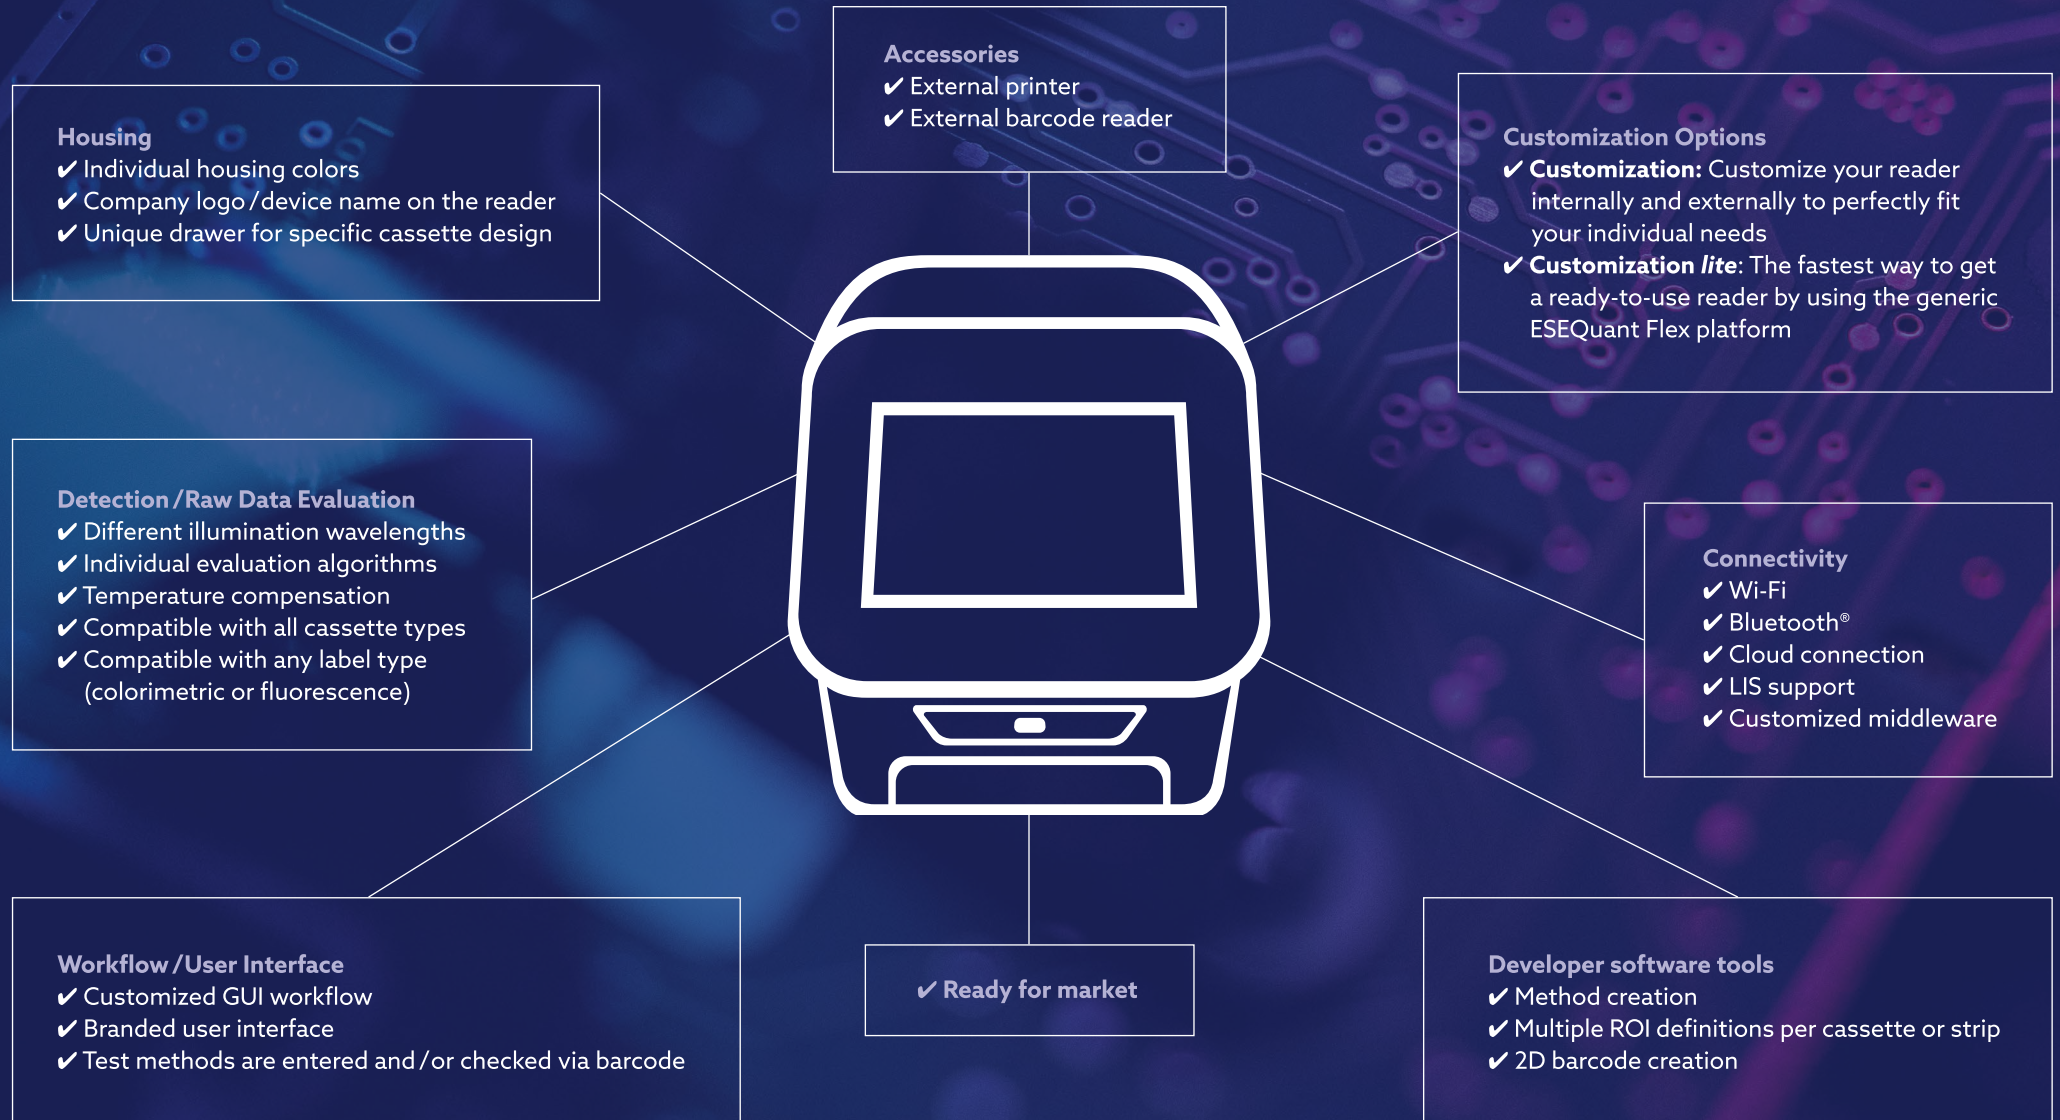 Accessories
✔ External printer
✔ External barcode reader
Housing
✔ Individual housing colors
✔ Company logo/device name on the reader
✔ Unique drawer for specific cassette design
Customization Options
✔ Customization: Customize your reader
internally and externally to perfectly fit
your individual needs
✔ Customization lite: The fastest way to get
a ready-to-use reader by using the generic
ESEQuant Flex platform
Detection/Raw Data Evaluation
✔ Different illumination wavelengths
✔ Individual evaluation algorithms
✔ Temperature compensation
✔ Compatible with all cassette types
✔ Compatible with any label type
(colorimetric or fluorescence)
Connectivity
✔ Wi-Fi
✔ Bluetooth®
✔ Cloud connection
✔ LIS support
✔ Customized middleware
Workflow/User Interface
✔ Customized GUI workflow
✔ Branded user interface
✔ Test methods are entered and/or checked via barcode
✔ Ready for market
Developer software tools
✔ Method creation
✔ Multiple ROI definitions per cassette or strip
✔ 2D barcode creation